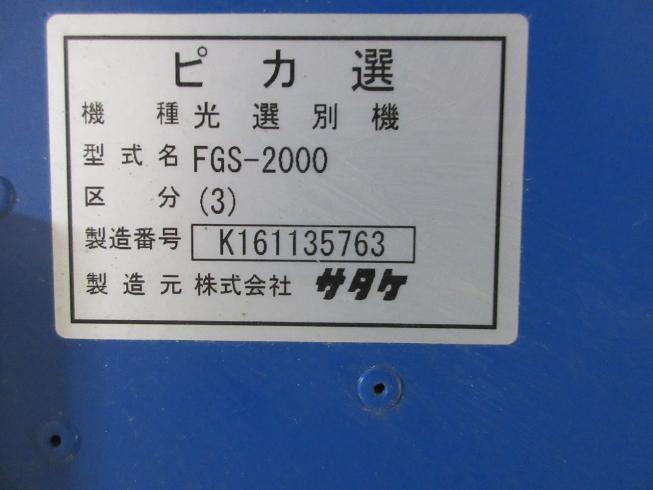 ピカ選
機種 光選別機
型式名 FGS-2000
区分 (3)
製造番号 K161135763
製造元 株式会社 サタケ